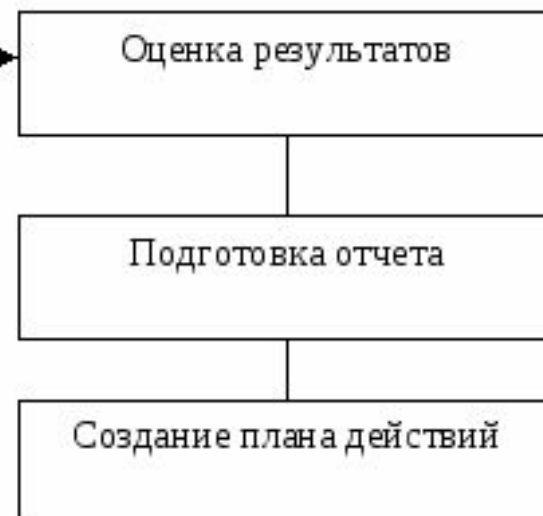 Оценка результатов
Подготовка отчета
Создание плана действий